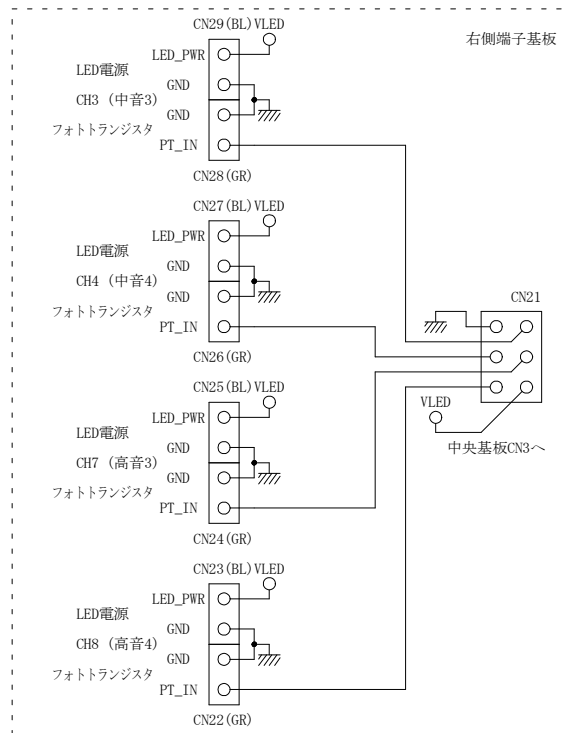 CN29(BL)VLED
右側端子基板
LED_PWR
LED電源
GND
CH3 (中音3)
GND
フォトトランジスタ
PT_IN
CN28(GR)
CN27(BL)VLED
LED_PWR
LED電源
GND
CH4 (中音4)
GND
フォトトランジスタ
PT_IN
CN26(GR)
CN21
CN25(BL)VLED
LED_PWR
VLED
LED電源
GND
中央基板CN3へ
CH7 (高音3)
GND
フォトトランジスタ
PT_IN
CN24(GR)
CN23(BL)VLED
LED_PWR
LED電源
GND
CH8 (高音4)
GND
フォトトランジスタ
PT_IN
CN22(GR)